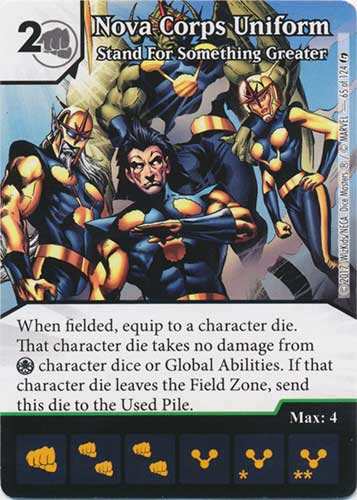 2
Nova Corps Uniform
Stand For Something Greater
© 2017 WizKids/NECA. Dice Masters ® / © MARVEL — 65 of 124
When fielded, equip to a character die.
That character die takes no damage from
character dice or Global Abilities. If that
character die leaves the Field Zone, send
this die to the Used Pile.
Max: 4
*
**